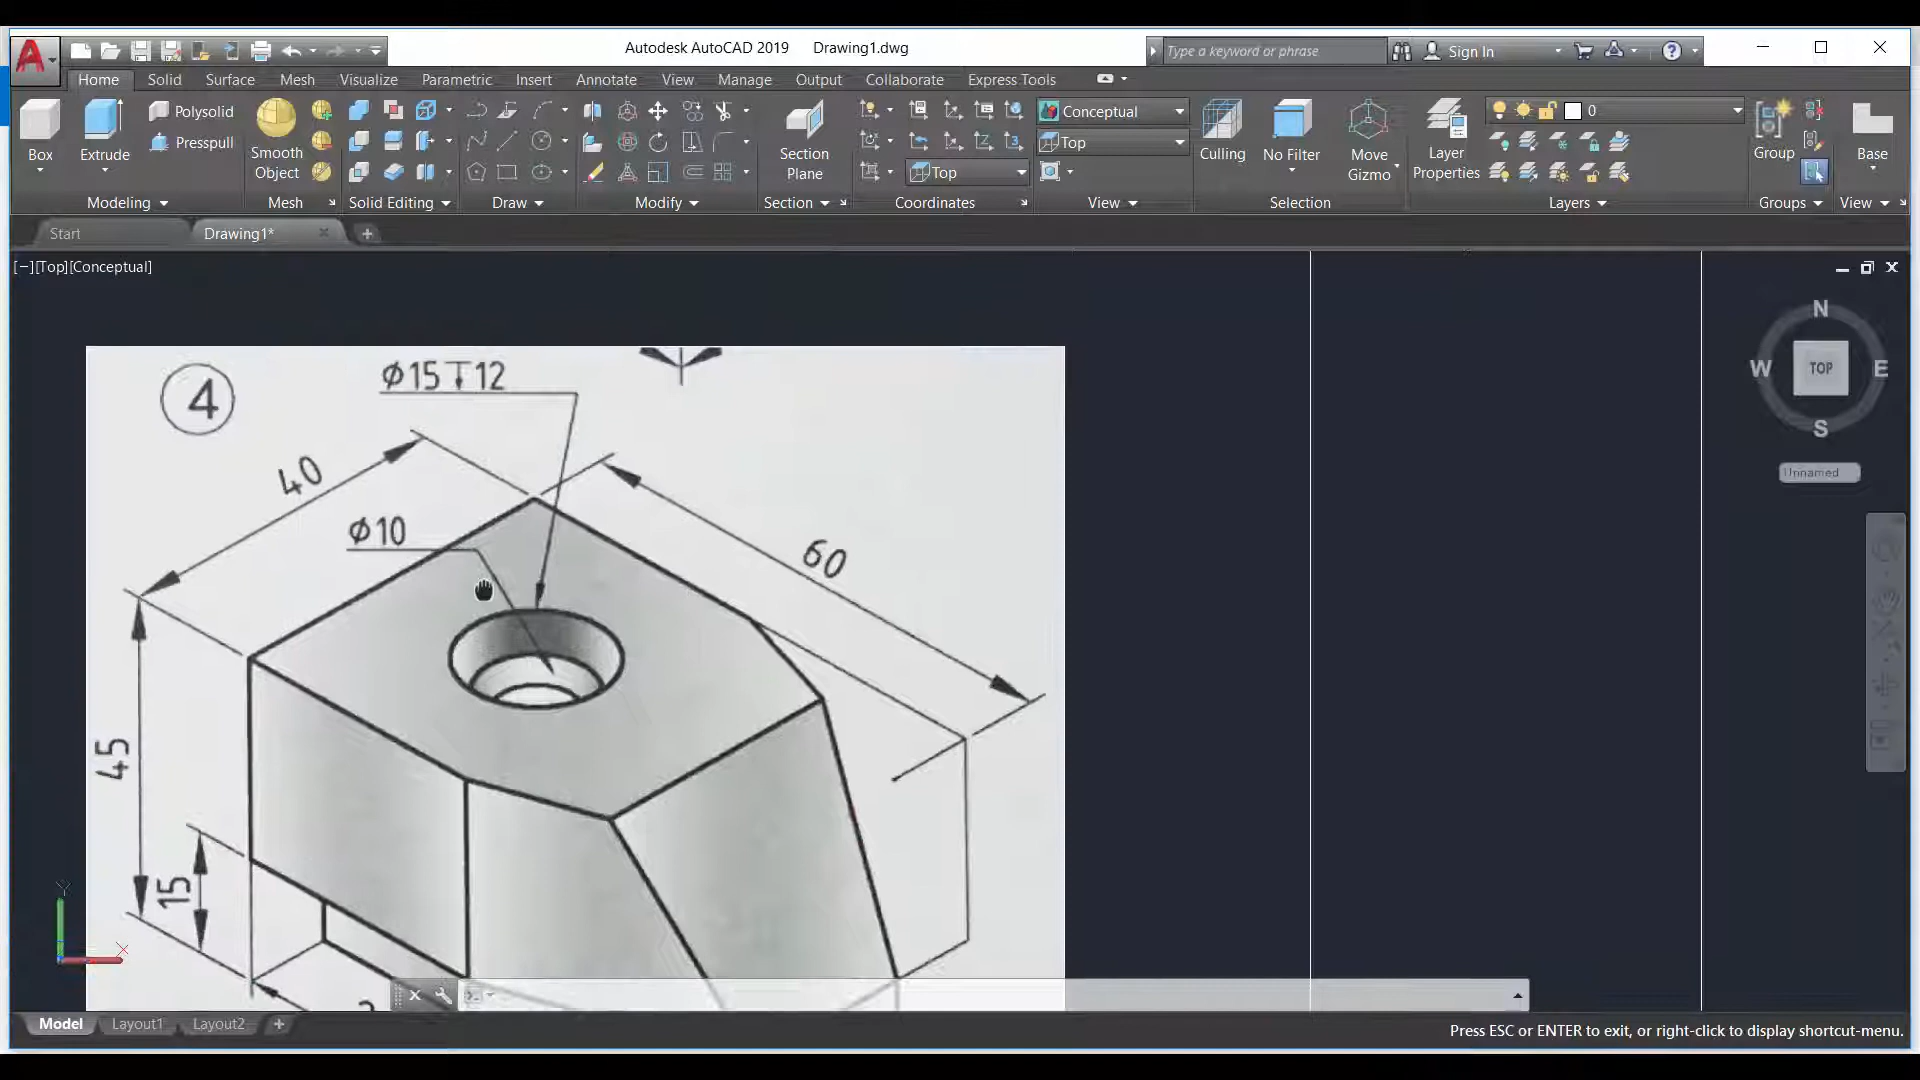 Autodesk AutoCAD 2019 Drawing1.dwg
Type a keyword or phrase
Sign In
Home Solid Surface Mesh Visualize Parametric Insert Annotate View Manage Output Collaborate Express Tools
Box
Extrude
Polysolid
Presspull
Smooth Object
Section Plane
Top
Conceptual
Top
Culling
No Filter
Move Gizmo
Layer Properties
0
Group
Base
Modeling
Mesh
Solid Editing
Draw
Modify
Section
Coordinates
View
Selection
Layers
Groups
View
Start
Drawing1*
[−][Top][Conceptual]
N
W
TOP
E
S
Unnamed
4
⌀15↧12
40
⌀10
60
45
15
Y
X
Model
Layout1
Layout2
Press ESC or ENTER to exit, or right-click to display shortcut-menu.